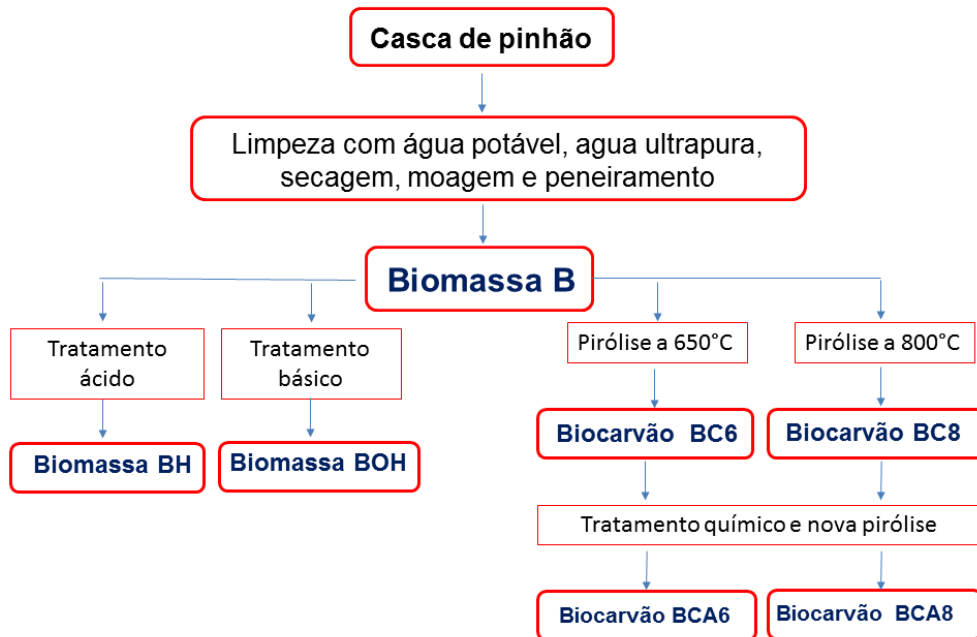 Casca de pinhão
Limpeza com água potável, agua ultrapura,
secagem, moagem e peneiramento
Biomassa B
Tratamento
ácido
Tratamento
básico
Pirólise a 650°C
Pirólise a 800°C
Biomassa BH
Biomassa BOH
Biocarvão BC6
Biocarvão BC8
Tratamento químico e nova pirólise
Biocarvão BCA6
Biocarvão BCA8